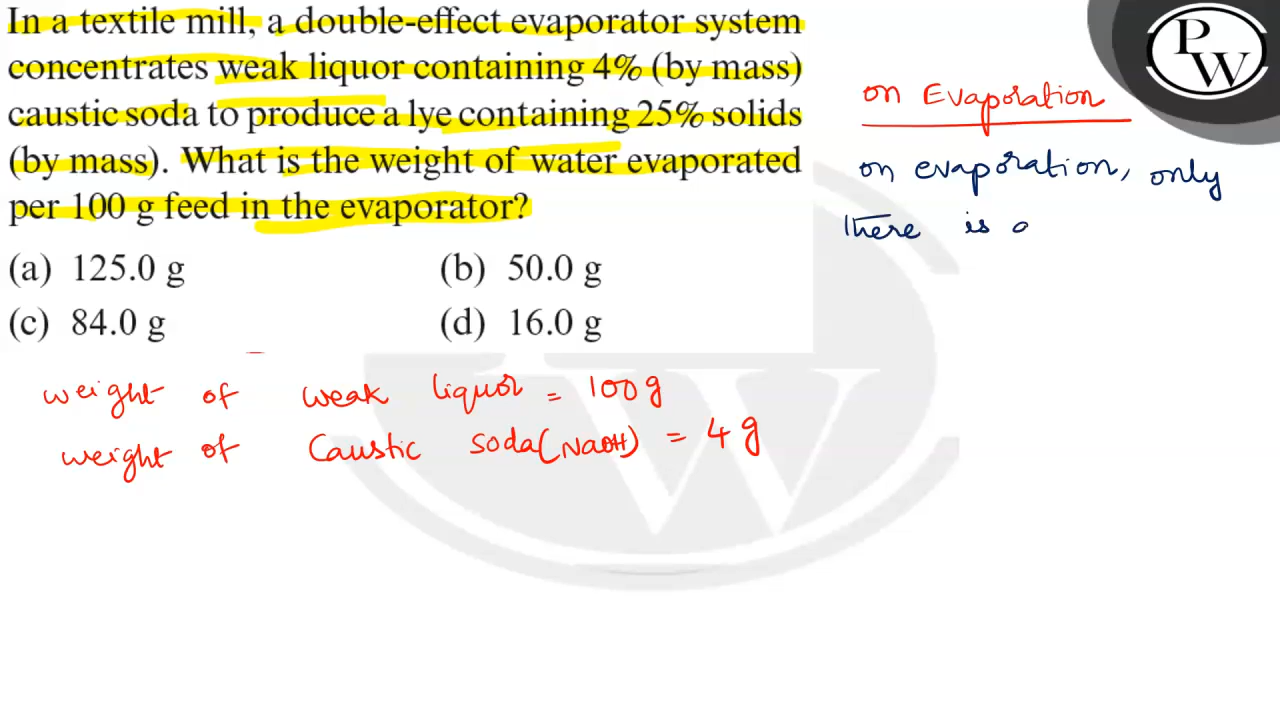 In a textile mill, a double-effect evaporator system
concentrates weak liquor containing 4% (by mass)
caustic soda to produce a lye containing 25% solids
(by mass). What is the weight of water evaporated
per 100 g feed in the evaporator?
(a) 125.0 g (b) 50.0 g
(c) 84.0 g (d) 16.0 g
weight of weak liquor = 100 g
weight of Caustic Soda (NaOH) = 4 g
P
W
on Evaporation
on evaporation, only
there is a
W